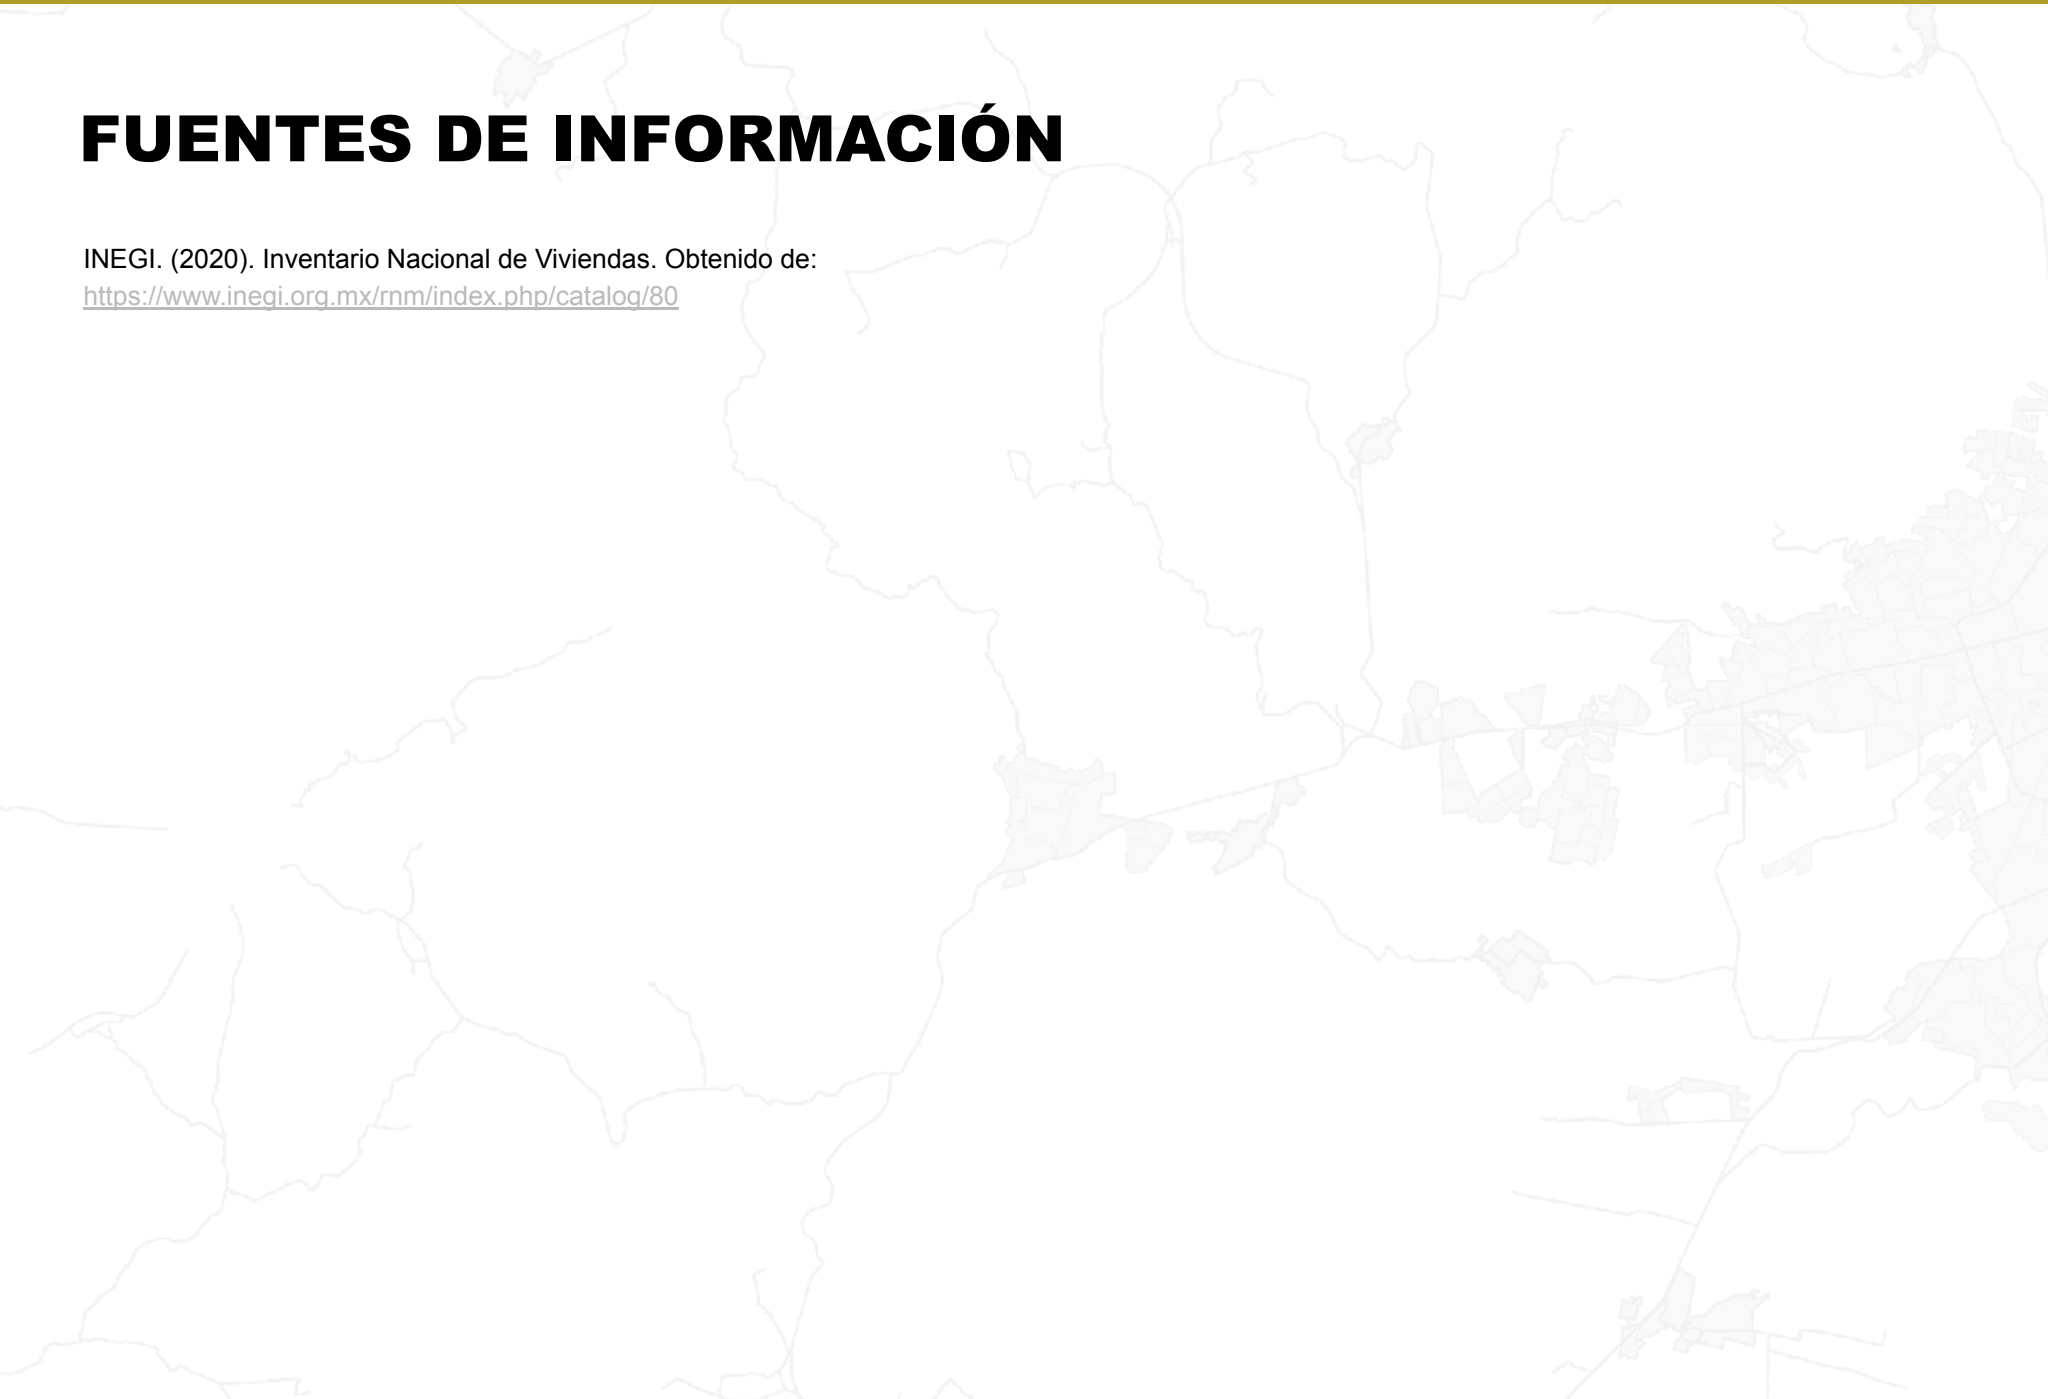 FUENTES DE INFORMACIÓN
INEGI. (2020). Inventario Nacional de Viviendas. Obtenido de:
https://www.inegi.org.mx/rnm/index.php/catalog/80